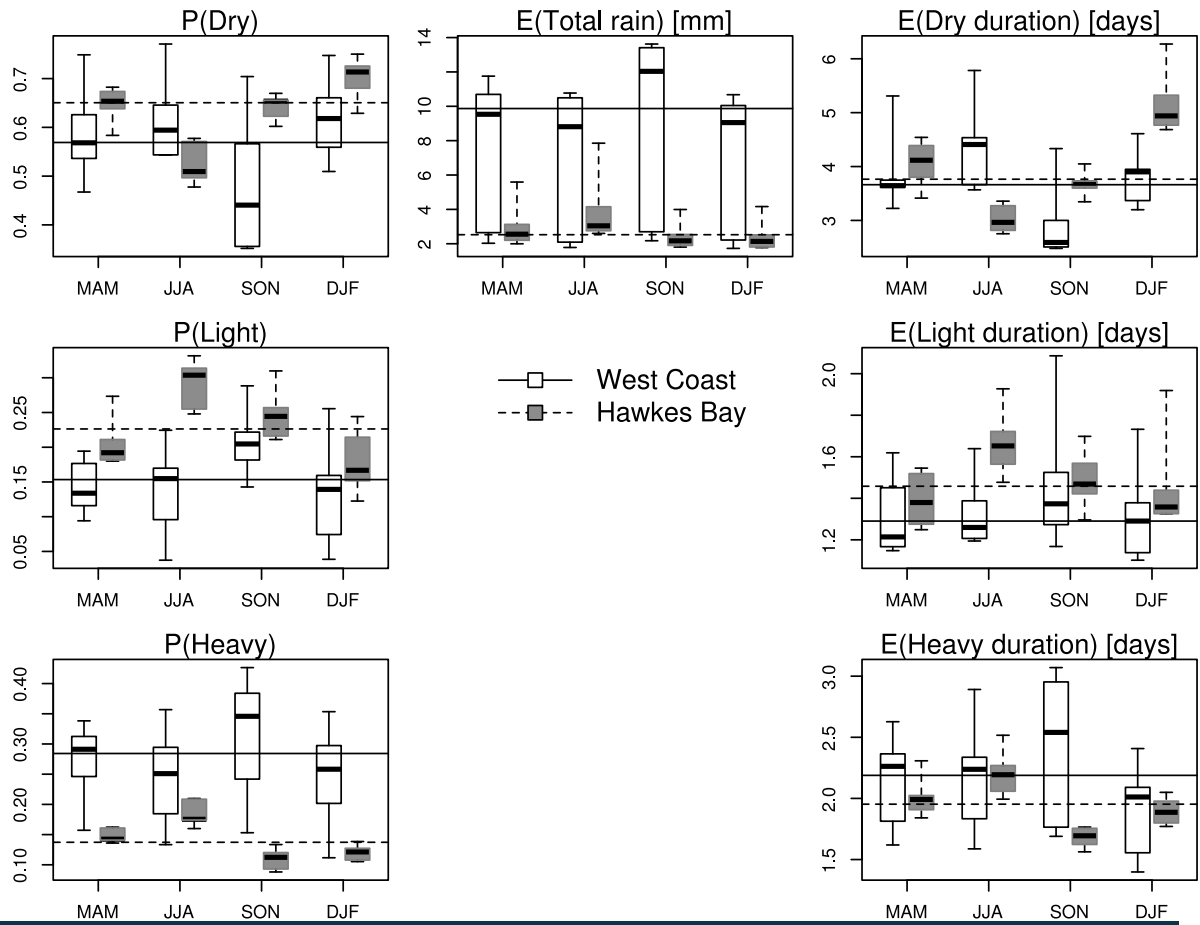 P(Dry)
0.4 0.5 0.6 0.7
MAM JJA SON DJF
E(Total rain) [mm]
2 4 6 8 10 14
MAM JJA SON DJF
E(Dry duration) [days]
3 4 5 6
MAM JJA SON DJF
P(Light)
0.05 0.15 0.25
MAM JJA SON DJF
West Coast
Hawkes Bay
E(Light duration) [days]
1.2 1.6 2.0
MAM JJA SON DJF
P(Heavy)
0.10 0.20 0.30 0.40
MAM JJA SON DJF
E(Heavy duration) [days]
1.5 2.0 2.5 3.0
MAM JJA SON DJF